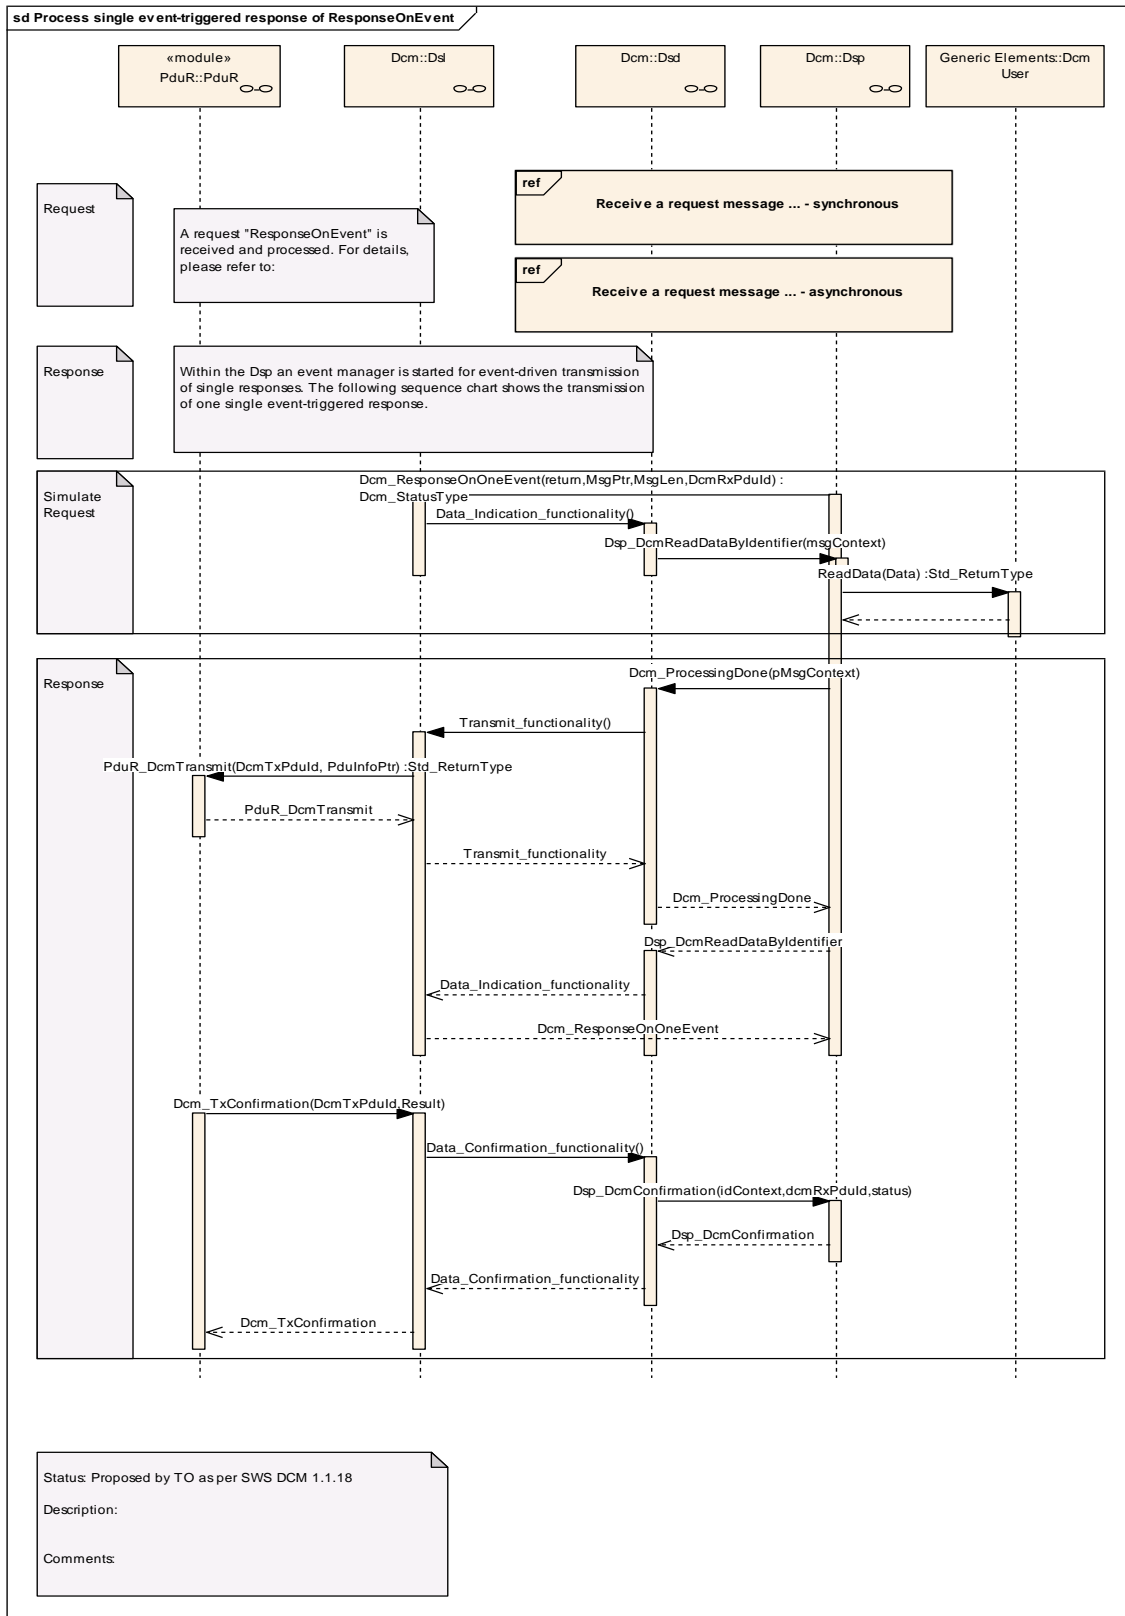 sd Process single event-triggered response of ResponseOnEvent
«module»
PduR::PduR
Dcm::Dsl
Dcm::Dsd
Dcm::Dsp
Generic Elements::Dcm
User
Request
A request "ResponseOnEvent" is
received and processed. For details,
please refer to:
ref
Receive a request message ... - synchronous
ref
Receive a request message ... - asynchronous
Response
Within the Dsp an event manager is started for event-driven transmission
of single responses. The following sequence chart shows the transmission
of one single event-triggered response.
Simulate
Request
Dcm_ResponseOnOneEvent(return,MsgPtr,MsgLen,DcmRxPduId) :
Dcm_StatusType
Data_Indication_functionality()
Dsp_DcmReadDataByIdentifier(msgContext)
ReadData(Data) :Std_ReturnType
Response
Dcm_ProcessingDone(pMsgContext)
Transmit_functionality()
PduR_DcmTransmit(DcmTxPduId, PduInfoPtr) :Std_ReturnType
PduR_DcmTransmit
Transmit_functionality
Dcm_ProcessingDone
Dsp_DcmReadDataByIdentifier
Data_Indication_functionality
Dcm_ResponseOnOneEvent
Dcm_TxConfirmation(DcmTxPduId,Result)
Data_Confirmation_functionality()
Dsp_DcmConfirmation(idContext,dcmRxPduId,status)
Dsp_DcmConfirmation
Data_Confirmation_functionality
Dcm_TxConfirmation
Status: Proposed by TO as per SWS DCM 1.1.18
Description:
Comments: